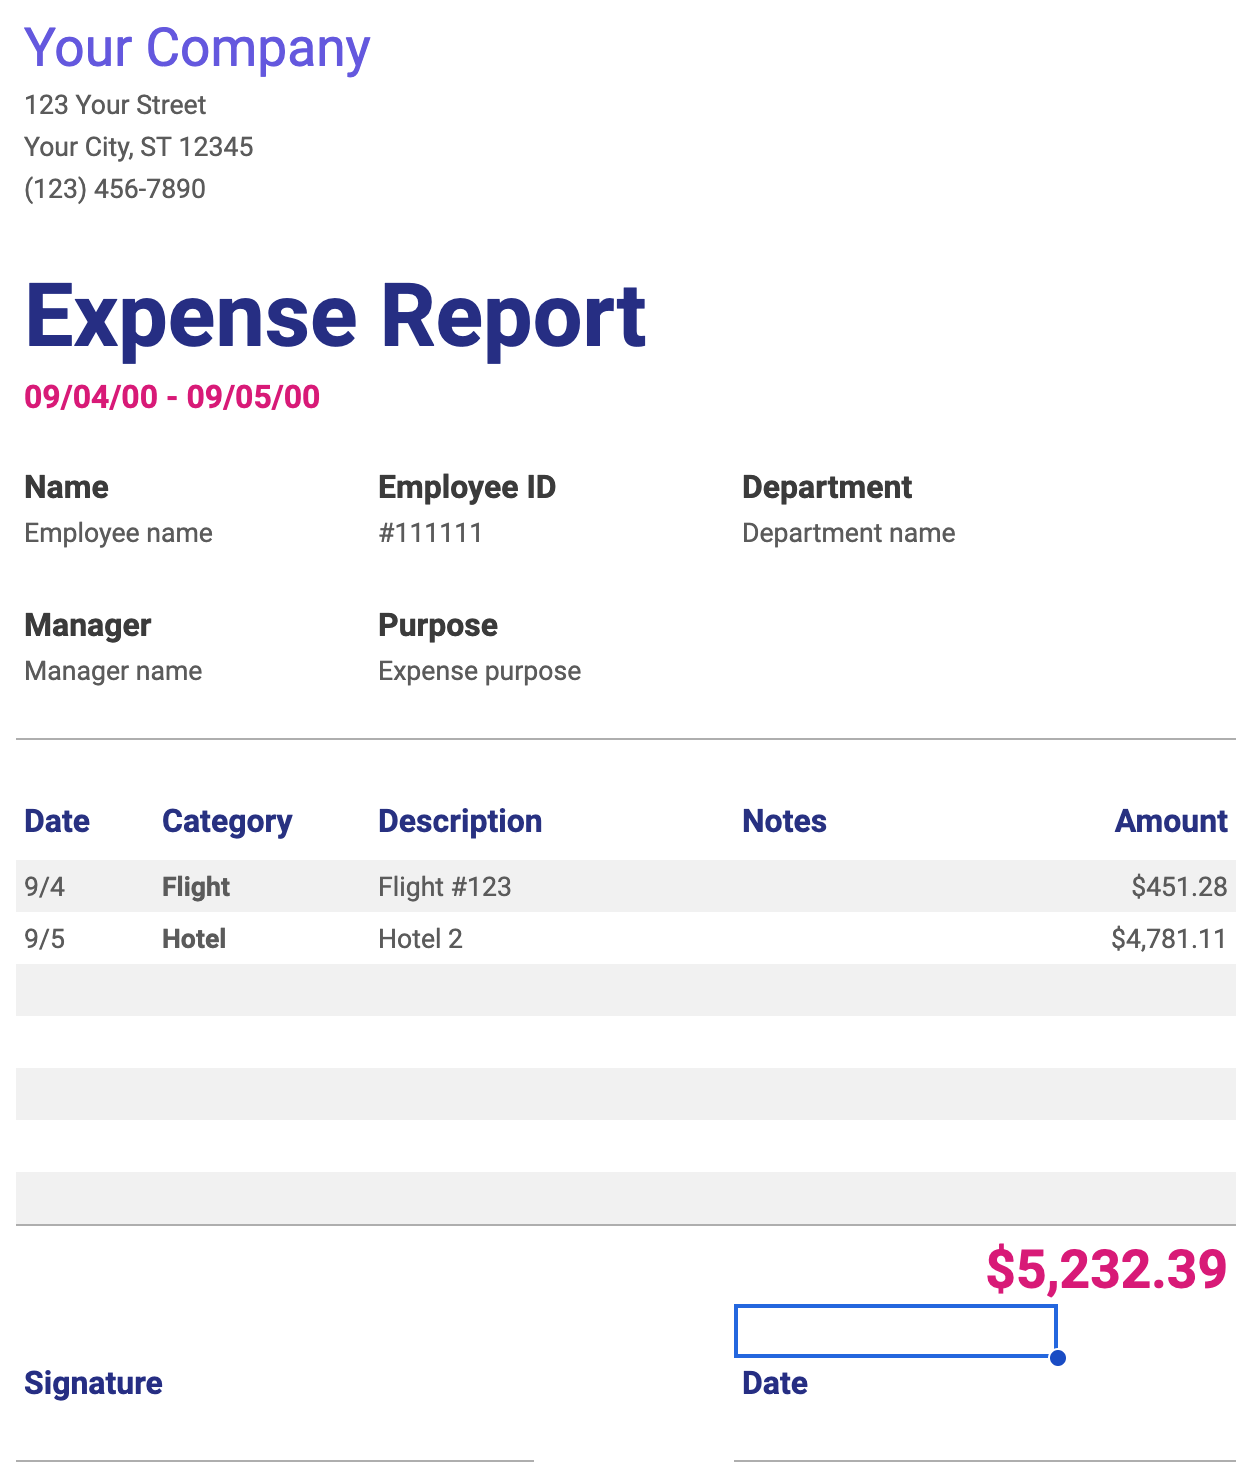 Your Company
123 Your Street
Your City, ST 12345
(123) 456-7890
Expense Report
09/04/00 - 09/05/00
Name Employee ID Department
Employee name #111111 Department name
Manager Purpose
Manager name Expense purpose
Date Category Description Notes Amount
9/4 Flight Flight #123 $451.28
9/5 Hotel Hotel 2 $4,781.11
$5,232.39
Signature Date